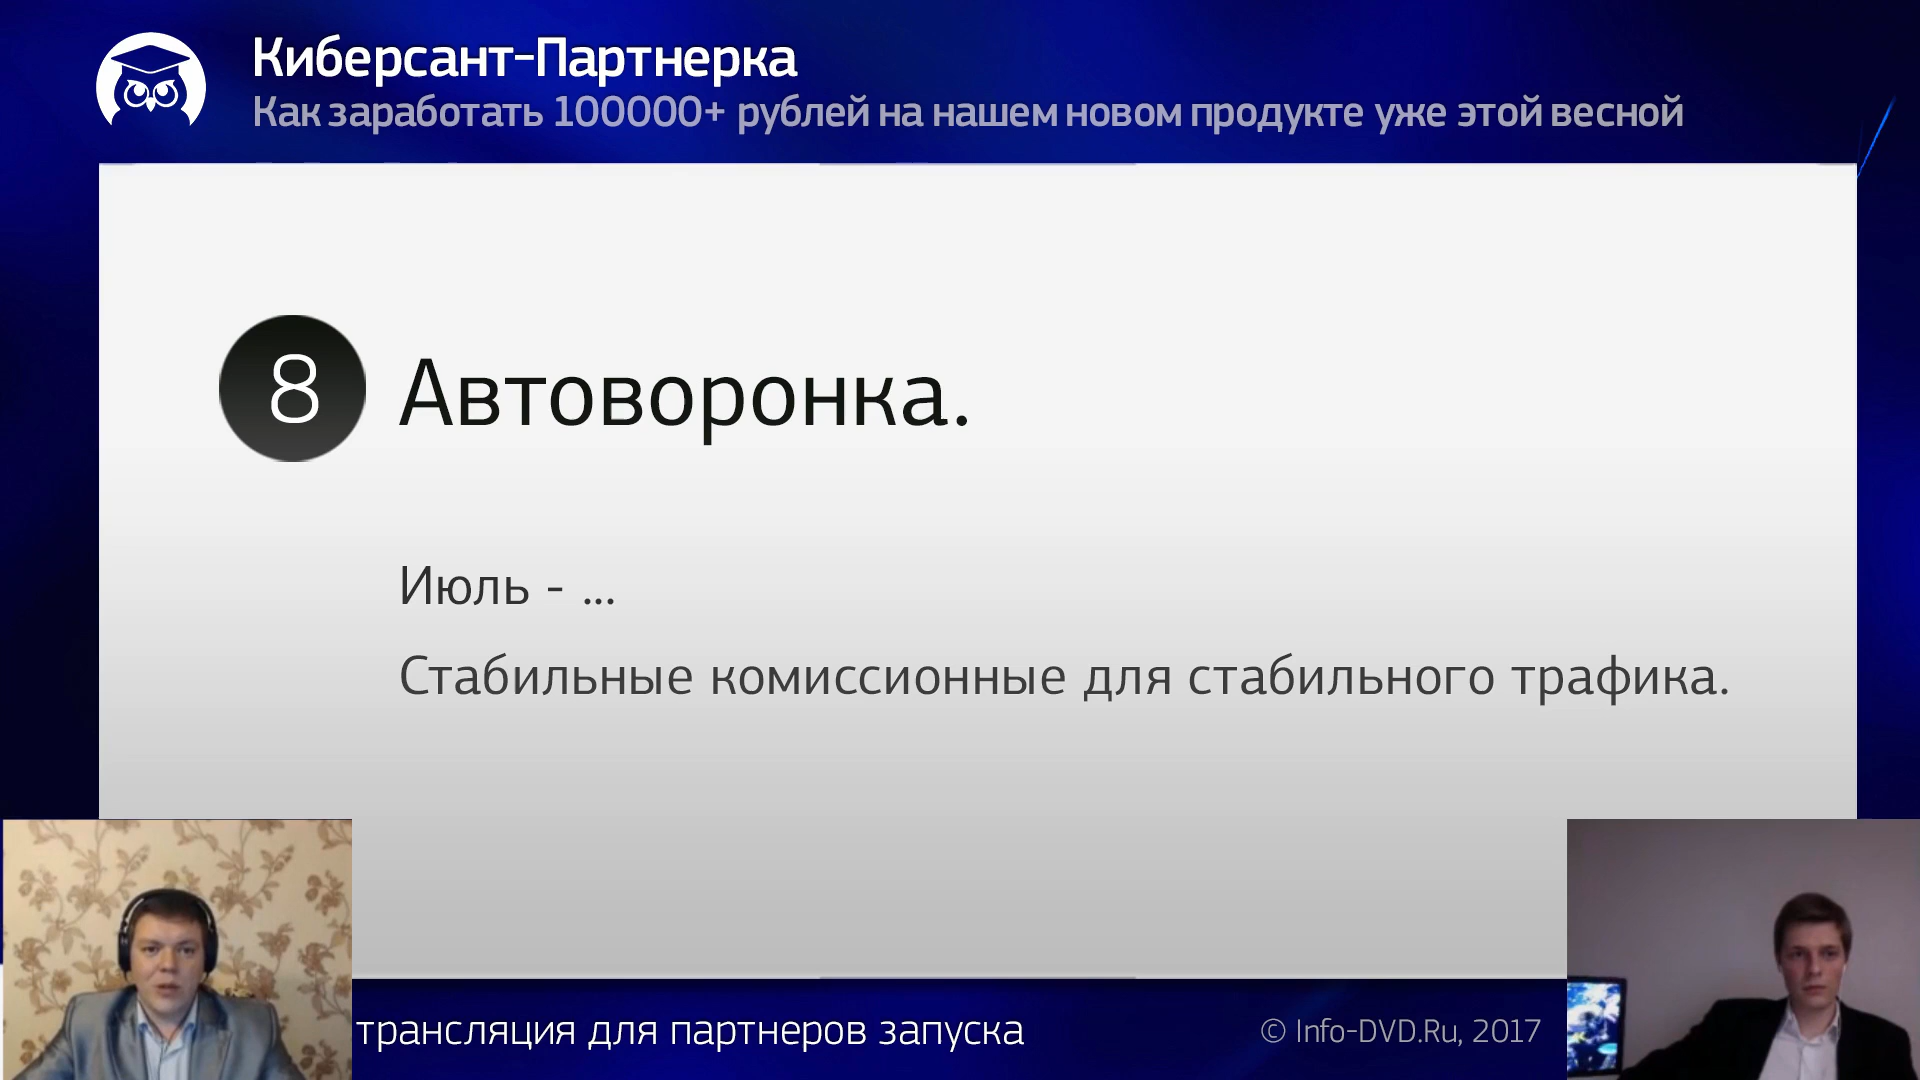 Киберсант-Партнерка
Как заработать 100000+ рублей на нашем новом продукте уже этой весной
8 Автоворонка.
Июль - ...
Стабильные комиссионные для стабильного трафика.
трансляция для партнеров запуска
© Info-DVD.Ru, 2017